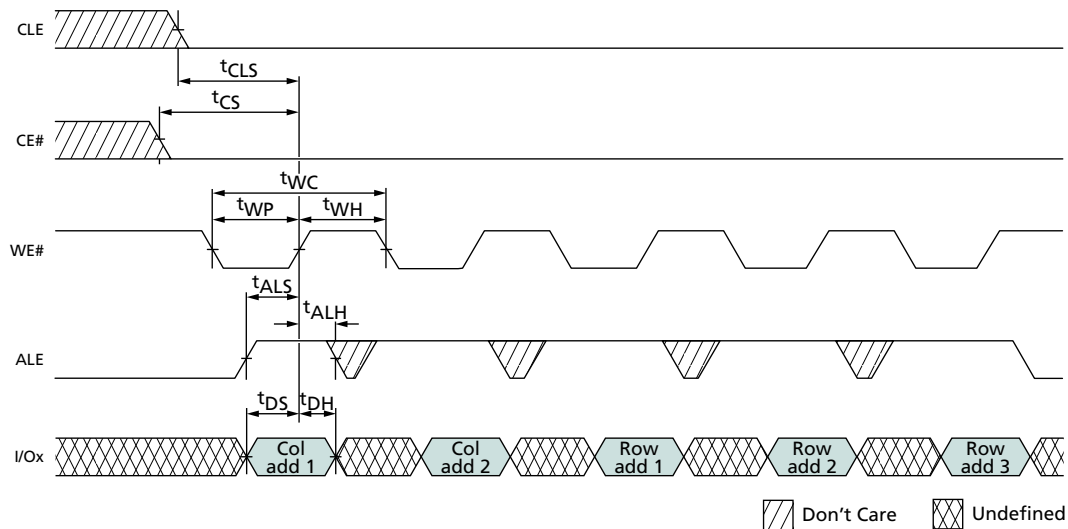 CLE
tCLS
tCS
CE#
tWC
tWP tWH
WE#
tALS
tALH
ALE
tDS tDH
I/Ox
Col
add 1
Col
add 2
Row
add 1
Row
add 2
Row
add 3
Don't Care
Undefined